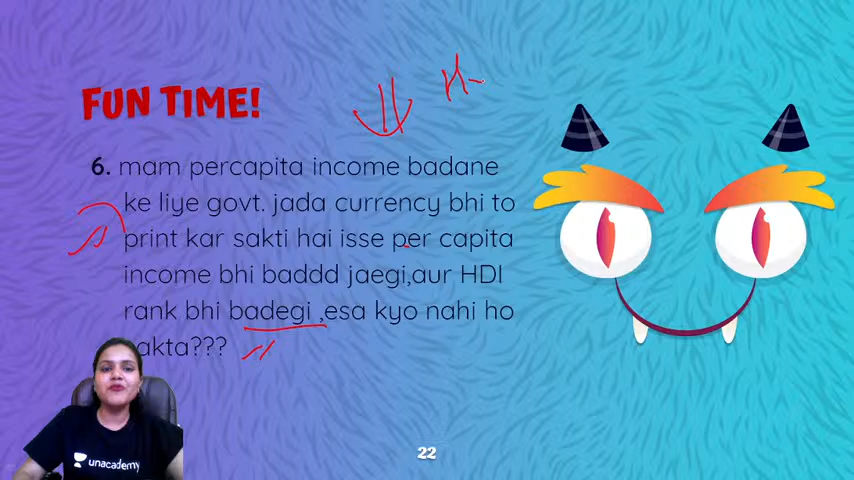 FUN TIME!
H
6. mam percapita income badane
ke liye govt. jada currency bhi to
print kar sakti hai isse per capita
income bhi baddd jaegi,aur HDI
rank bhi badegi ,esa kyo nahi ho
akta???
unacademy
22